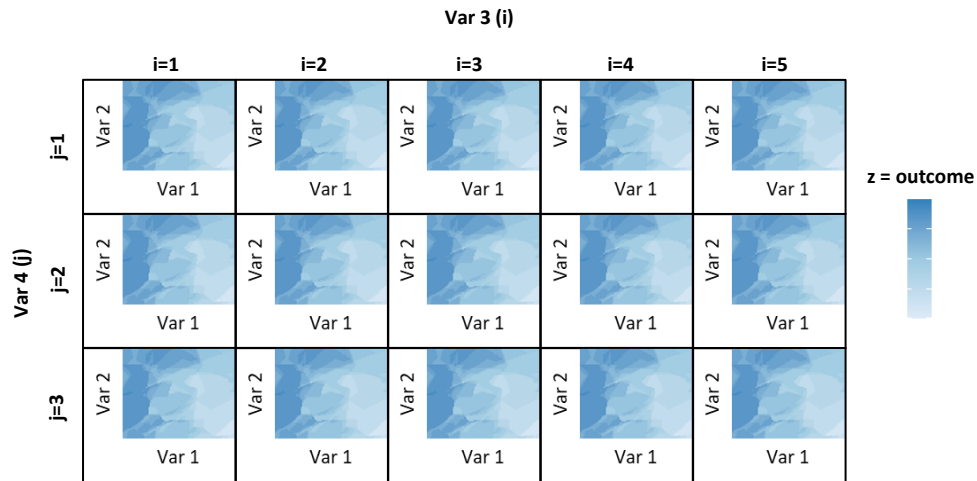 Var 3 (i)
i=1 i=2 i=3 i=4 i=5
Var 4 (j)
j=1
Var 2 Var 2 Var 2 Var 2 Var 2
Var 1 Var 1 Var 1 Var 1 Var 1
z = outcome
j=2
Var 2 Var 2 Var 2 Var 2 Var 2
Var 1 Var 1 Var 1 Var 1 Var 1
j=3
Var 2 Var 2 Var 2 Var 2 Var 2
Var 1 Var 1 Var 1 Var 1 Var 1